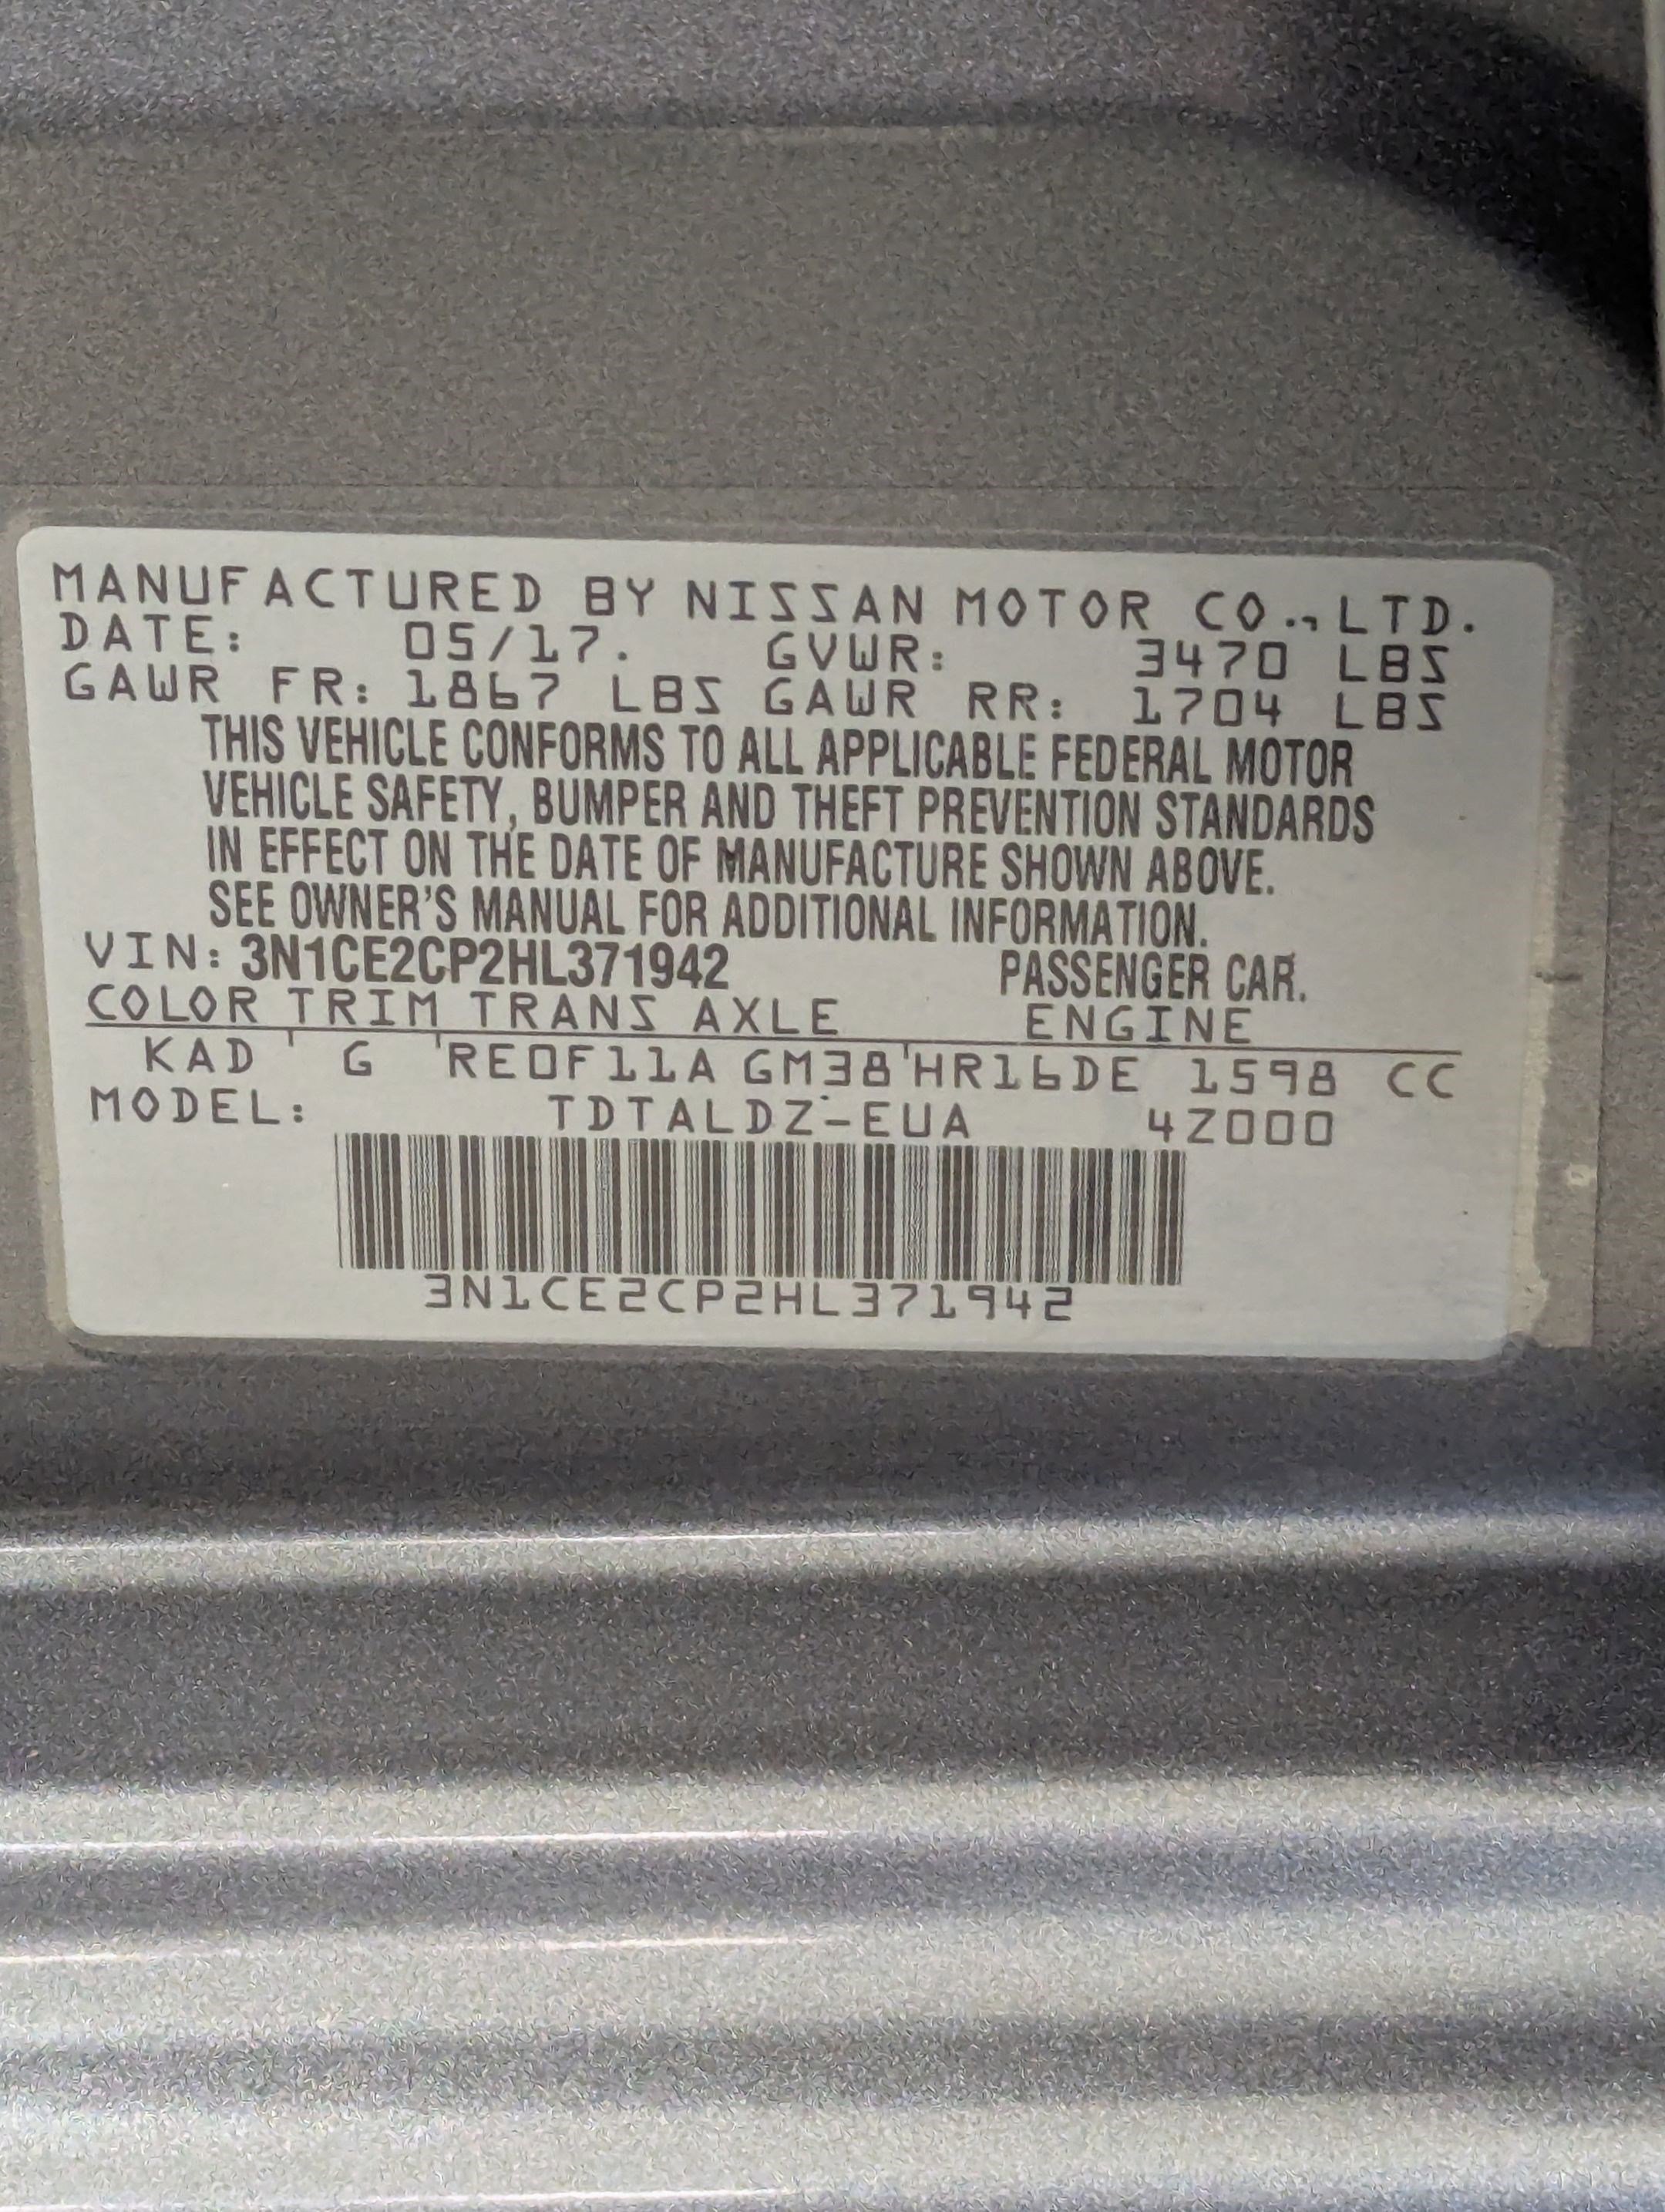 MANUFACTURED BY NISSAN MOTOR CO., LTD.
DATE: 05/17. GVWR: 3470 LBS
GAWR FR: 1867 LBS GAWR RR: 1704 LBS
THIS VEHICLE CONFORMS TO ALL APPLICABLE FEDERAL MOTOR
VEHICLE SAFETY, BUMPER AND THEFT PREVENTION STANDARDS
IN EFFECT ON THE DATE OF MANUFACTURE SHOWN ABOVE.
SEE OWNER'S MANUAL FOR ADDITIONAL INFORMATION.
VIN: 3N1CE2CP2HL371942 PASSENGER CAR.
COLOR TRIM TRANS AXLE ENGINE
KAD G RE0F11A GM38 HR16DE 1598 CC
MODEL: TDTALDZ-EUA 4Z000
3N1CE2CP2HL371942